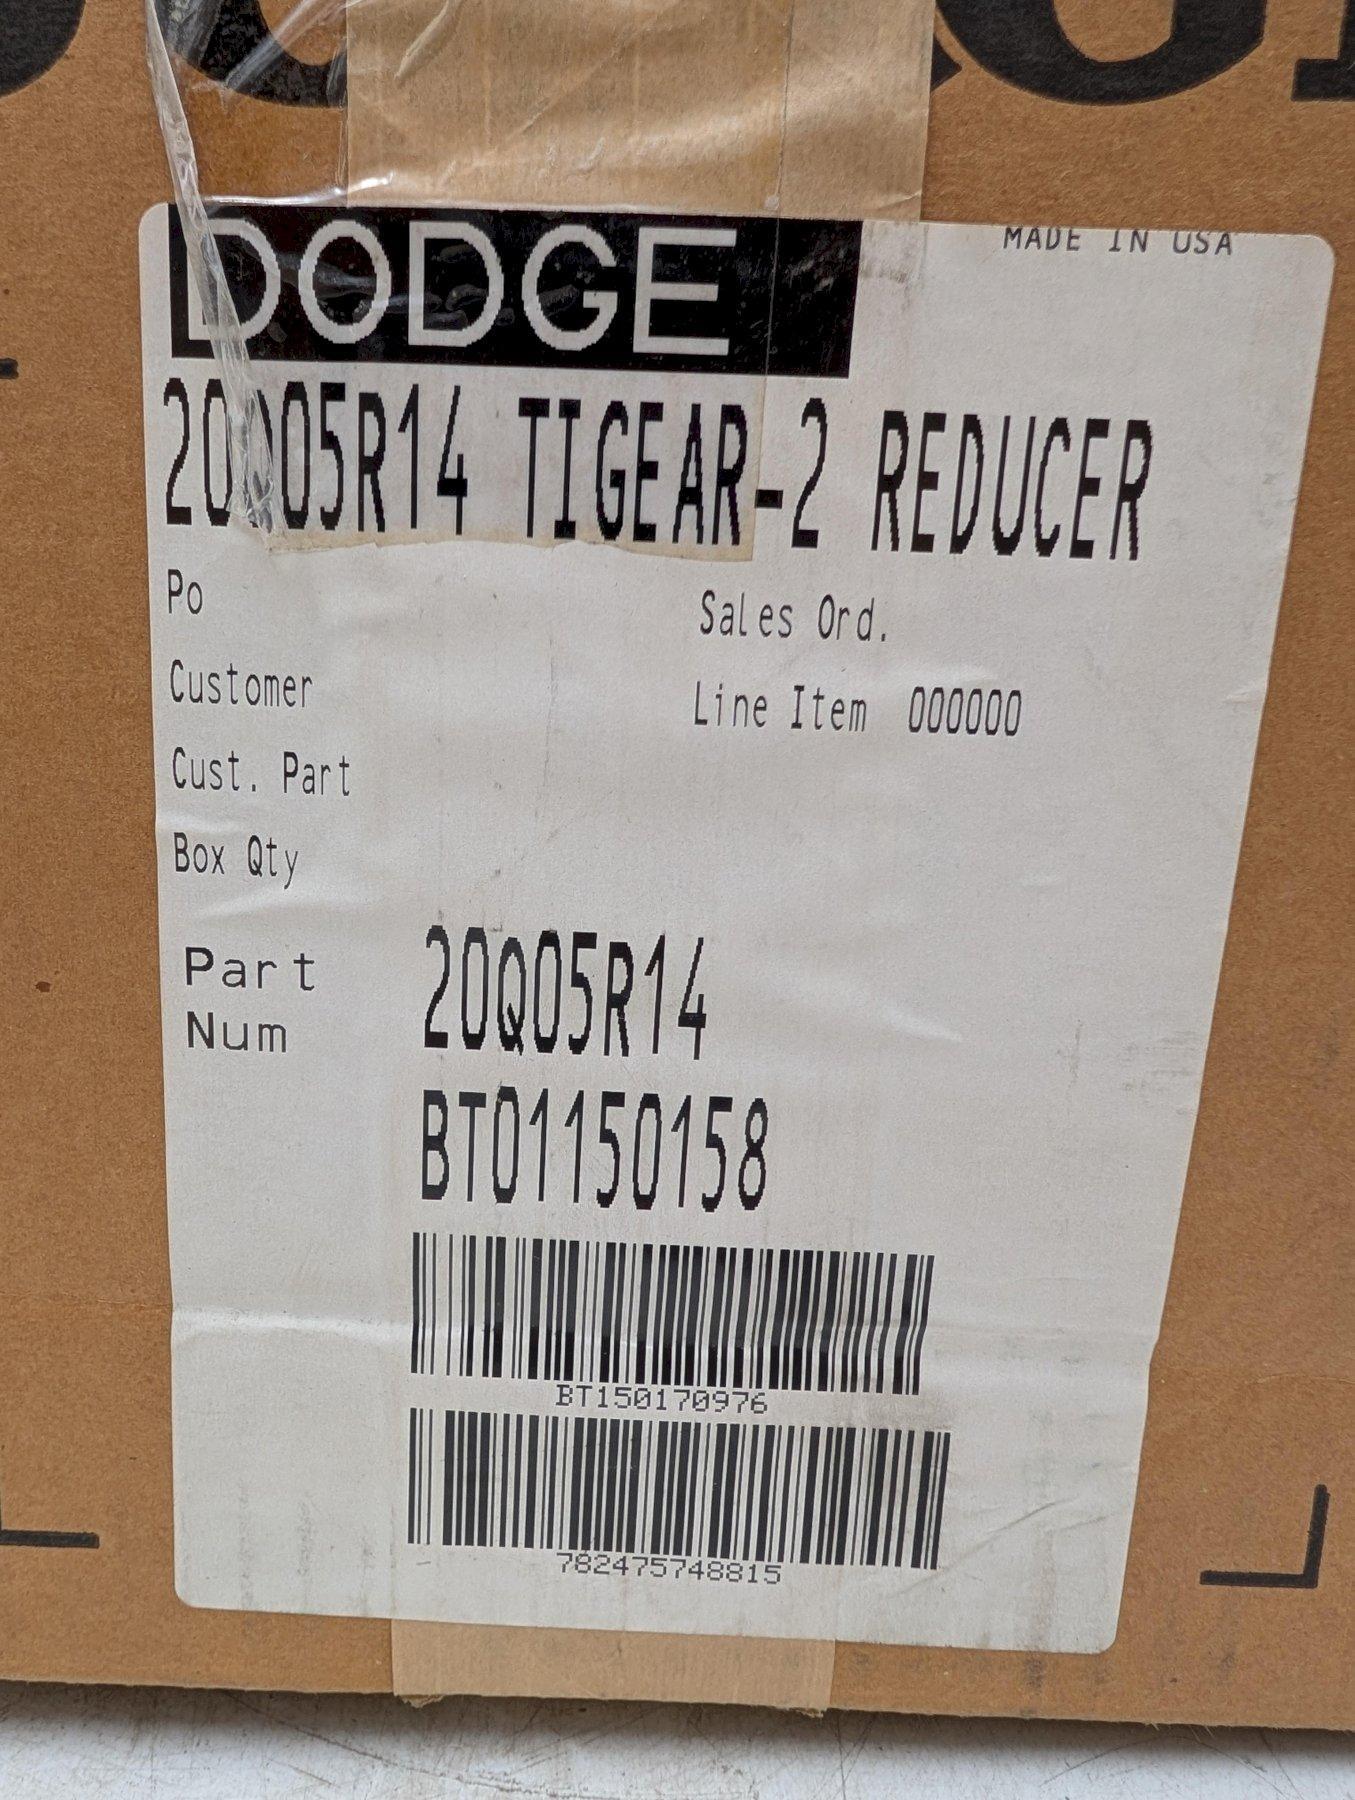 DODGE
MADE IN USA
20Q05R14 TIGEAR-2 REDUCER
Po
Sales Ord.
Customer
Line Item 000000
Cust. Part
Box Qty
Part
Num
20Q05R14
BT01150158
BT150170976
782475748815